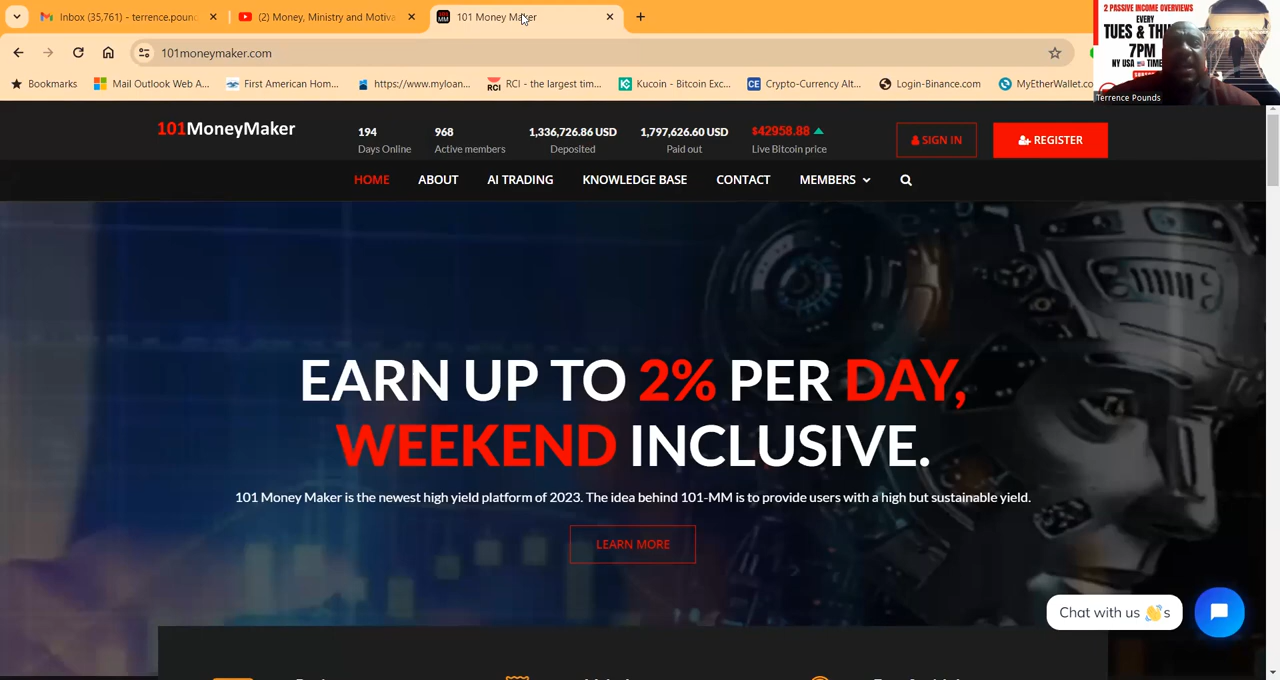 Inbox (35,761) - terrence.poun
(2) Money, Ministry and Motiva
101 Money Maker
101moneymaker.com
Bookmarks
Mail Outlook Web A...
First American Hom...
https://www.myloan...
RCI - the largest tim...
Kucoin - Bitcoin Exc...
Crypto-Currency Alt...
Login-Binance.com
MyEtherWallet.co
2 PASSIVE INCOME OVERVIEWS
EVERY
TUES & THU
7PM
NY USA TIME
Terrence Pounds
101MoneyMaker
194
Days Online
968
Active members
1,336,726.86 USD
Deposited
1,797,626.60 USD
Paid out
$42958.88
Live Bitcoin price
SIGN IN
REGISTER
HOME
ABOUT
AI TRADING
KNOWLEDGE BASE
CONTACT
MEMBERS
EARN UP TO 2% PER DAY,
WEEKEND INCLUSIVE.
101 Money Maker is the newest high yield platform of 2023. The idea behind 101-MM is to provide users with a high but sustainable yield.
LEARN MORE
Chat with us 👋s